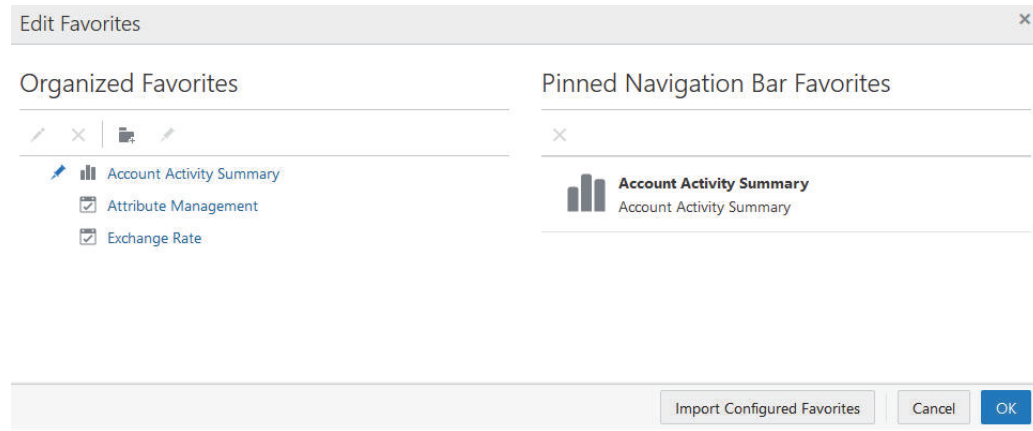 Edit Favorites
Organized Favorites
Account Activity Summary
Attribute Management
Exchange Rate
Pinned Navigation Bar Favorites
Account Activity Summary
Account Activity Summary
Import Configured Favorites
Cancel
OK